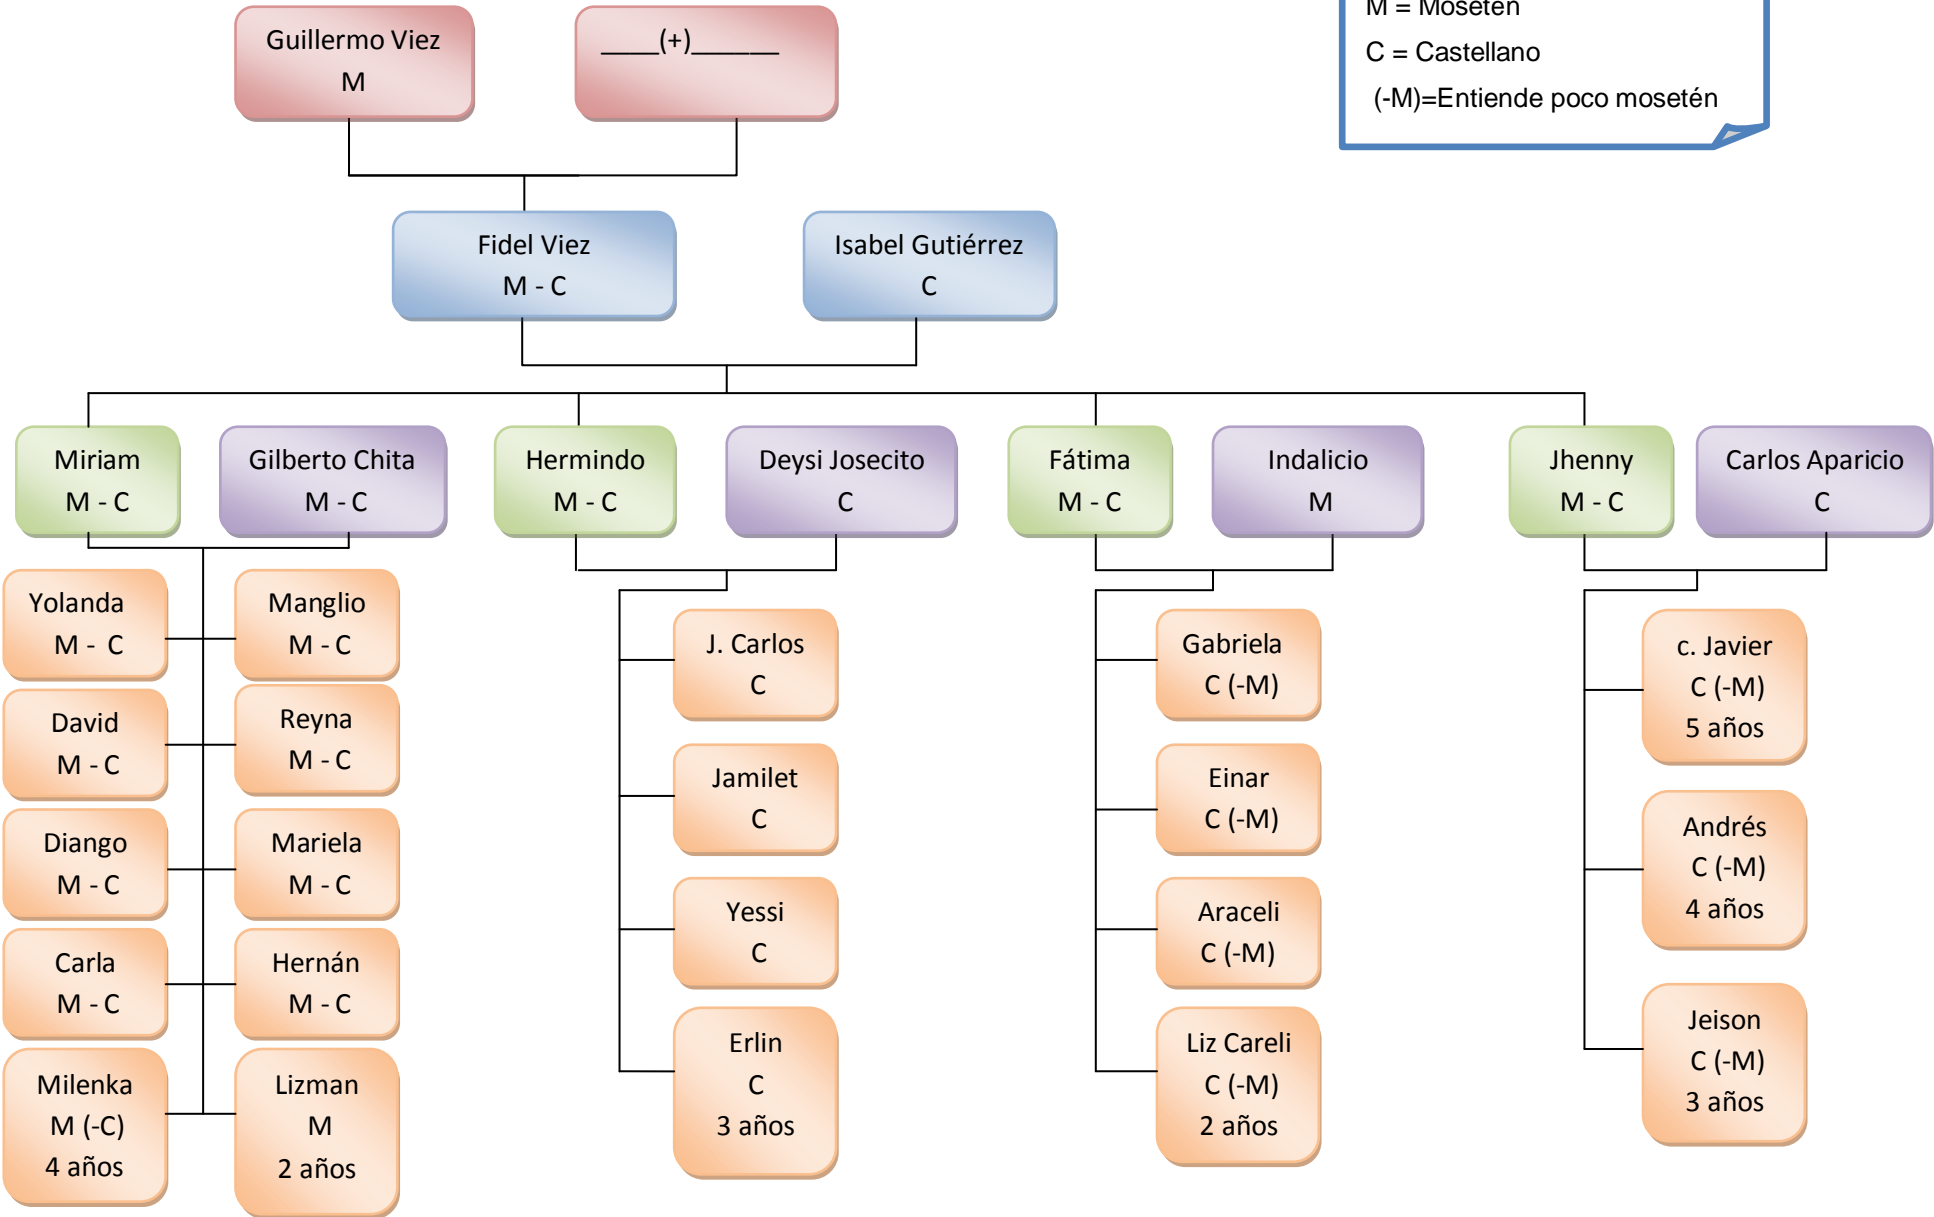 M = Mosetén
C = Castellano
(-M)=Entiende poco mosetén
Guillermo Viez
M
____(+)______
Fidel Viez
M - C
Isabel Gutiérrez
C
Miriam
M - C
Gilberto Chita
M - C
Hermindo
M - C
Deysi Josecito
C
Fátima
M - C
Indalicio
M
Jhenny
M - C
Carlos Aparicio
C
Yolanda
M - C
Manglio
M - C
David
M - C
Reyna
M - C
Diango
M - C
Mariela
M - C
Carla
M - C
Hernán
M - C
Milenka
M (-C)
4 años
Lizman
M
2 años
J. Carlos
C
Jamilet
C
Yessi
C
Erlin
C
3 años
Gabriela
C (-M)
Einar
C (-M)
Araceli
C (-M)
Liz Careli
C (-M)
2 años
c. Javier
C (-M)
5 años
Andrés
C (-M)
4 años
Jeison
C (-M)
3 años